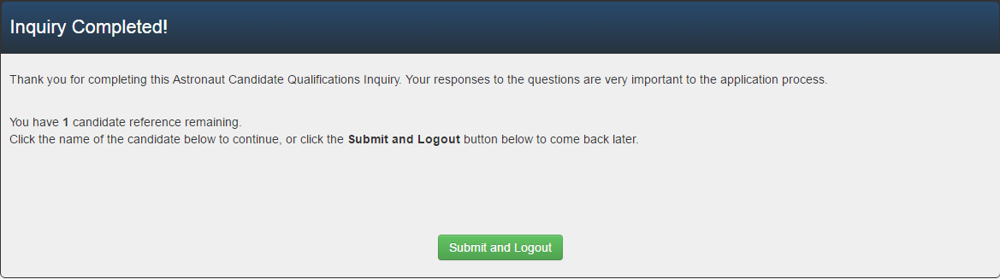 Inquiry Completed!
Thank you for completing this Astronaut Candidate Qualifications Inquiry. Your responses to the questions are very important to the application process.
You have 1 candidate reference remaining.
Click the name of the candidate below to continue, or click the Submit and Logout button below to come back later.
Submit and Logout